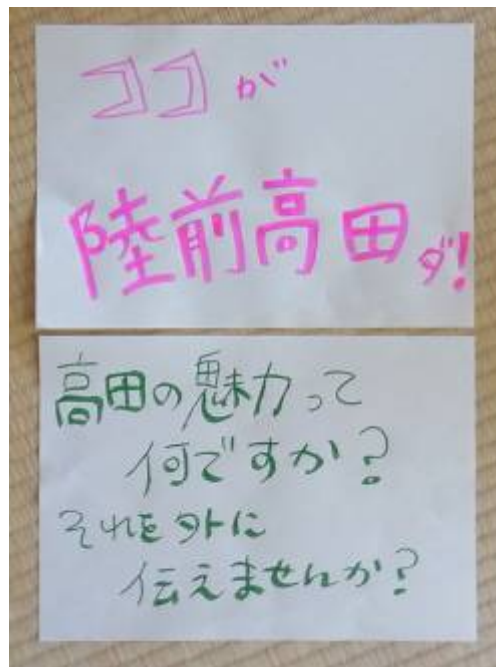 ココが
陸前高田ダ!
高田の魅力って
何ですか?
それを外に
伝えませんか?